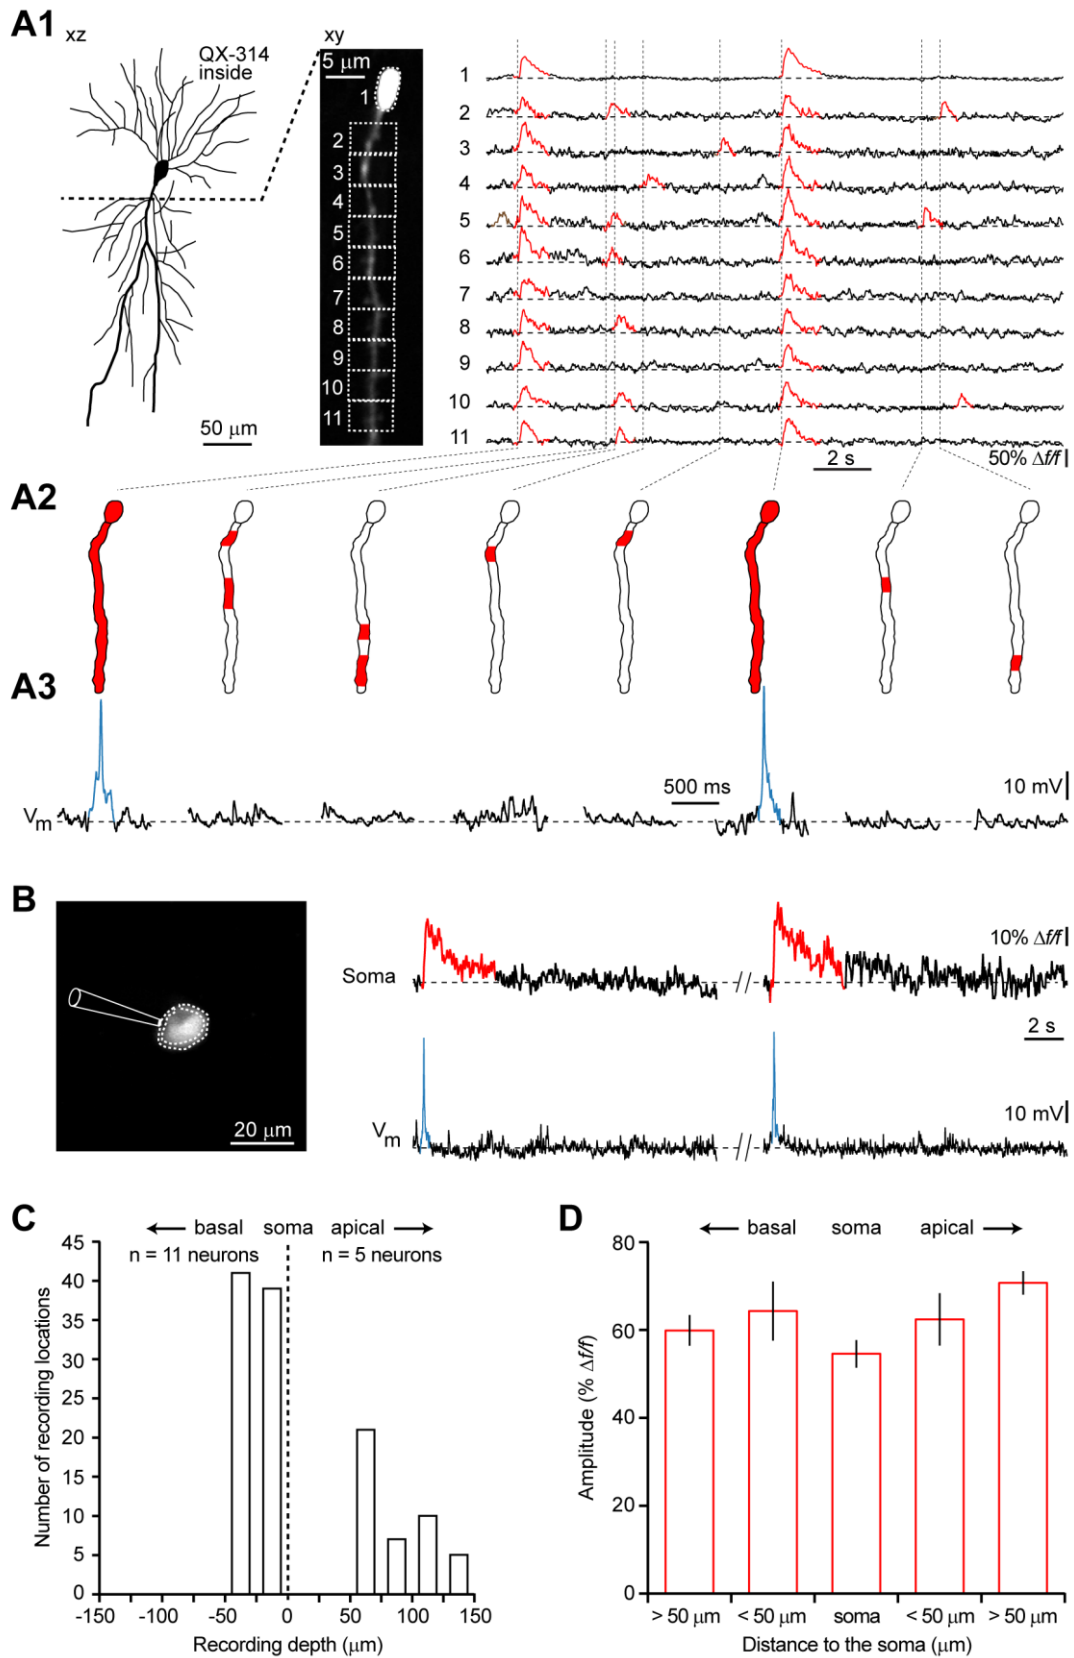 A1
xz
QX-314
inside
xy
5 μm
1
2
3
4
5
6
7
8
9
10
11
50 μm
1
2
3
4
5
6
7
8
9
10
11
2 s
50% Δf/f
A2
A3
500 ms
10 mV
Vm
B
20 μm
Soma
10% Δf/f
2 s
Vm
10 mV
C
basal soma apical
n = 11 neurons n = 5 neurons
45
40
35
30
25
20
15
10
5
0
Number of recording locations
-150 -100 -50 0 50 100 150
Recording depth (μm)
D
basal soma apical
80
60
40
20
0
Amplitude (% Δf/f)
> 50 μm < 50 μm soma < 50 μm > 50 μm
Distance to the soma (μm)